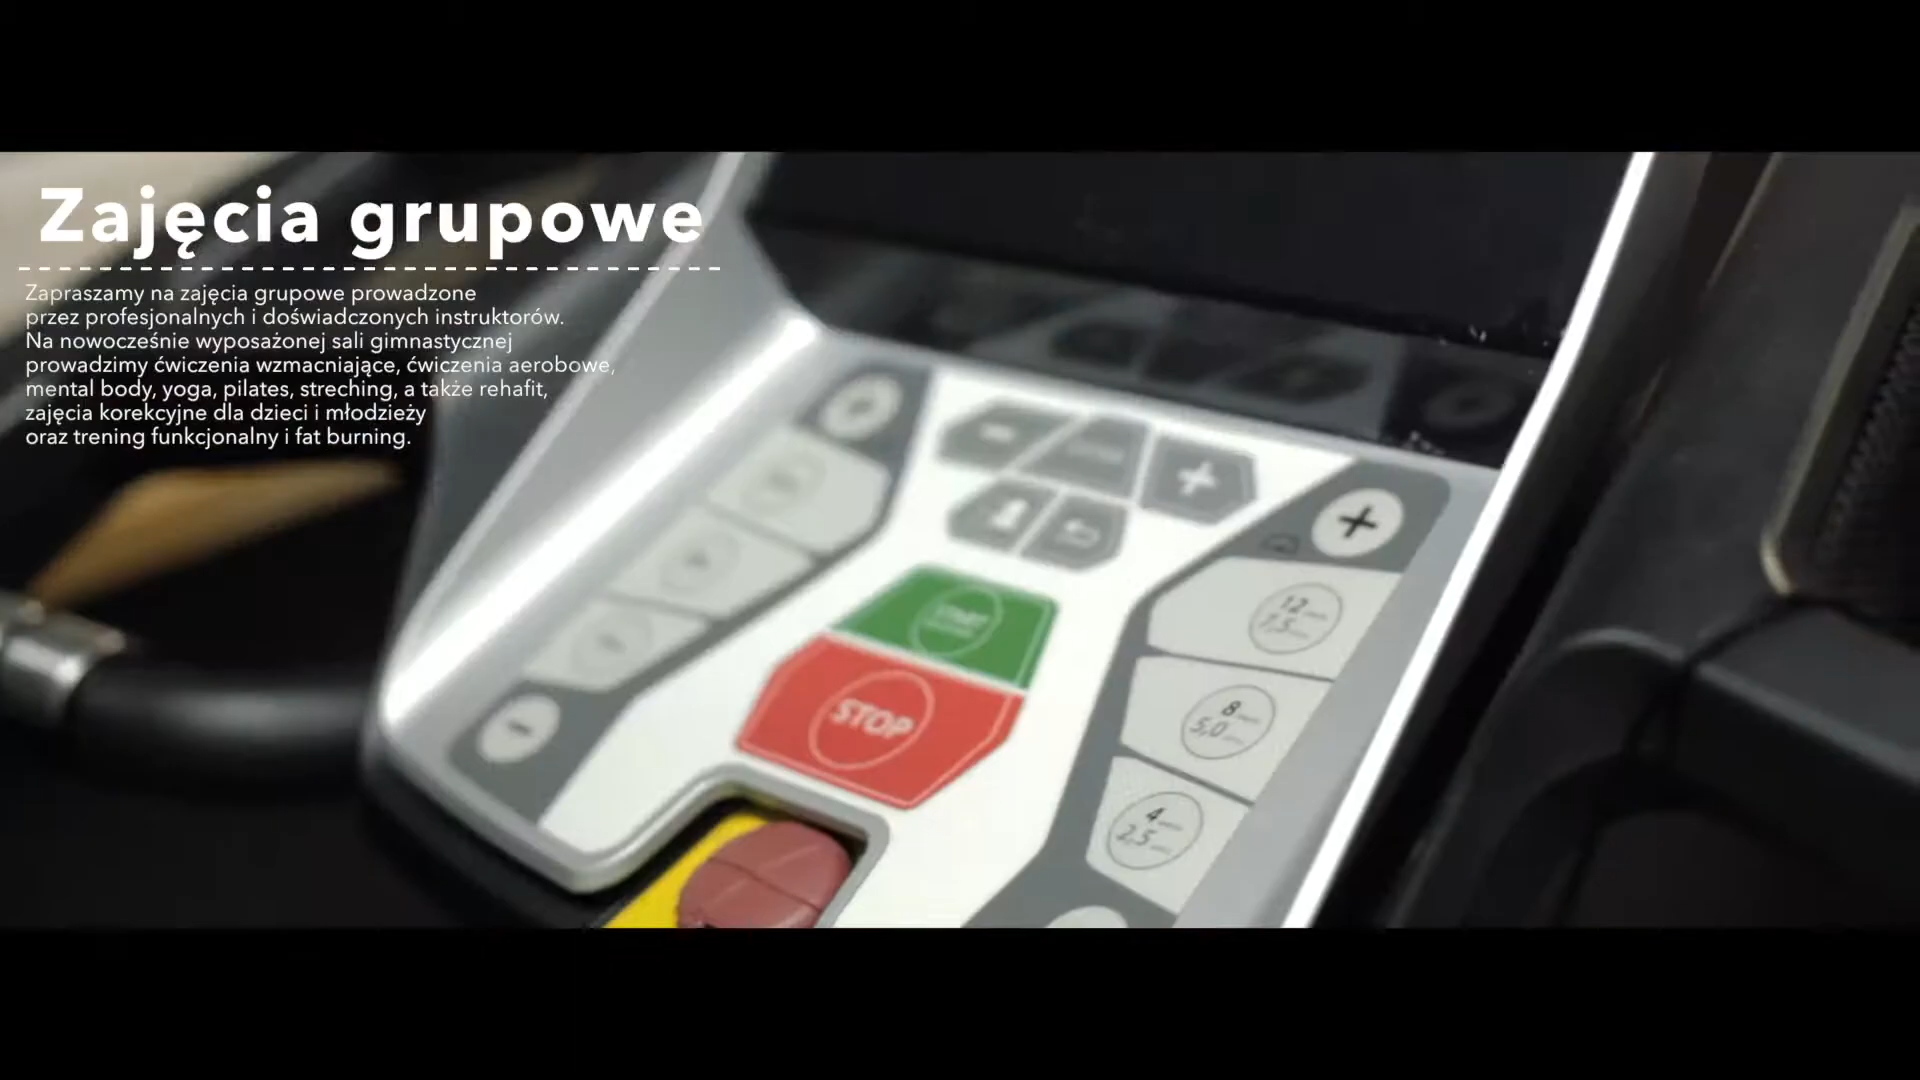 Zajęcia grupowe
Zapraszamy na zajęcia grupowe prowadzone
przez profesjonalnych i doświadczonych instruktorów.
Na nowocześnie wyposażonej sali gimnastycznej
prowadzimy ćwiczenia wzmacniające, ćwiczenia aerobowe,
mental body, yoga, pilates, streching, a także rehafit,
zajęcia korekcyjne dla dzieci i młodzieży
oraz trening funkcjonalny i fat burning.
START
STOP
12
7,5
8
5,0
4
2,5